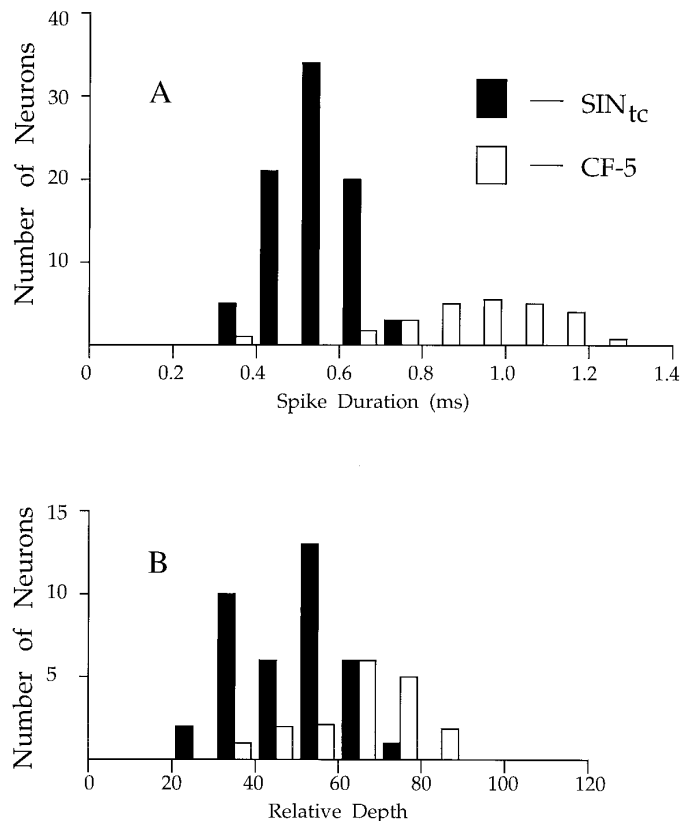 40
30
20
10
Number of Neurons
A
SINtc
CF-5
0 0.2 0.4 0.6 0.8 1.0 1.2 1.4
Spike Duration (ms)
15
10
5
Number of Neurons
B
0 20 40 60 80 100 120
Relative Depth